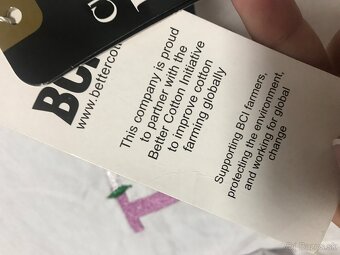 BCI
www.bettercot
This company is proud
to partner with the
Better Cotton Initiative
to improve cotton
farming globally
Supporting BCI farmers,
protecting the environment,
and working for global
change
T